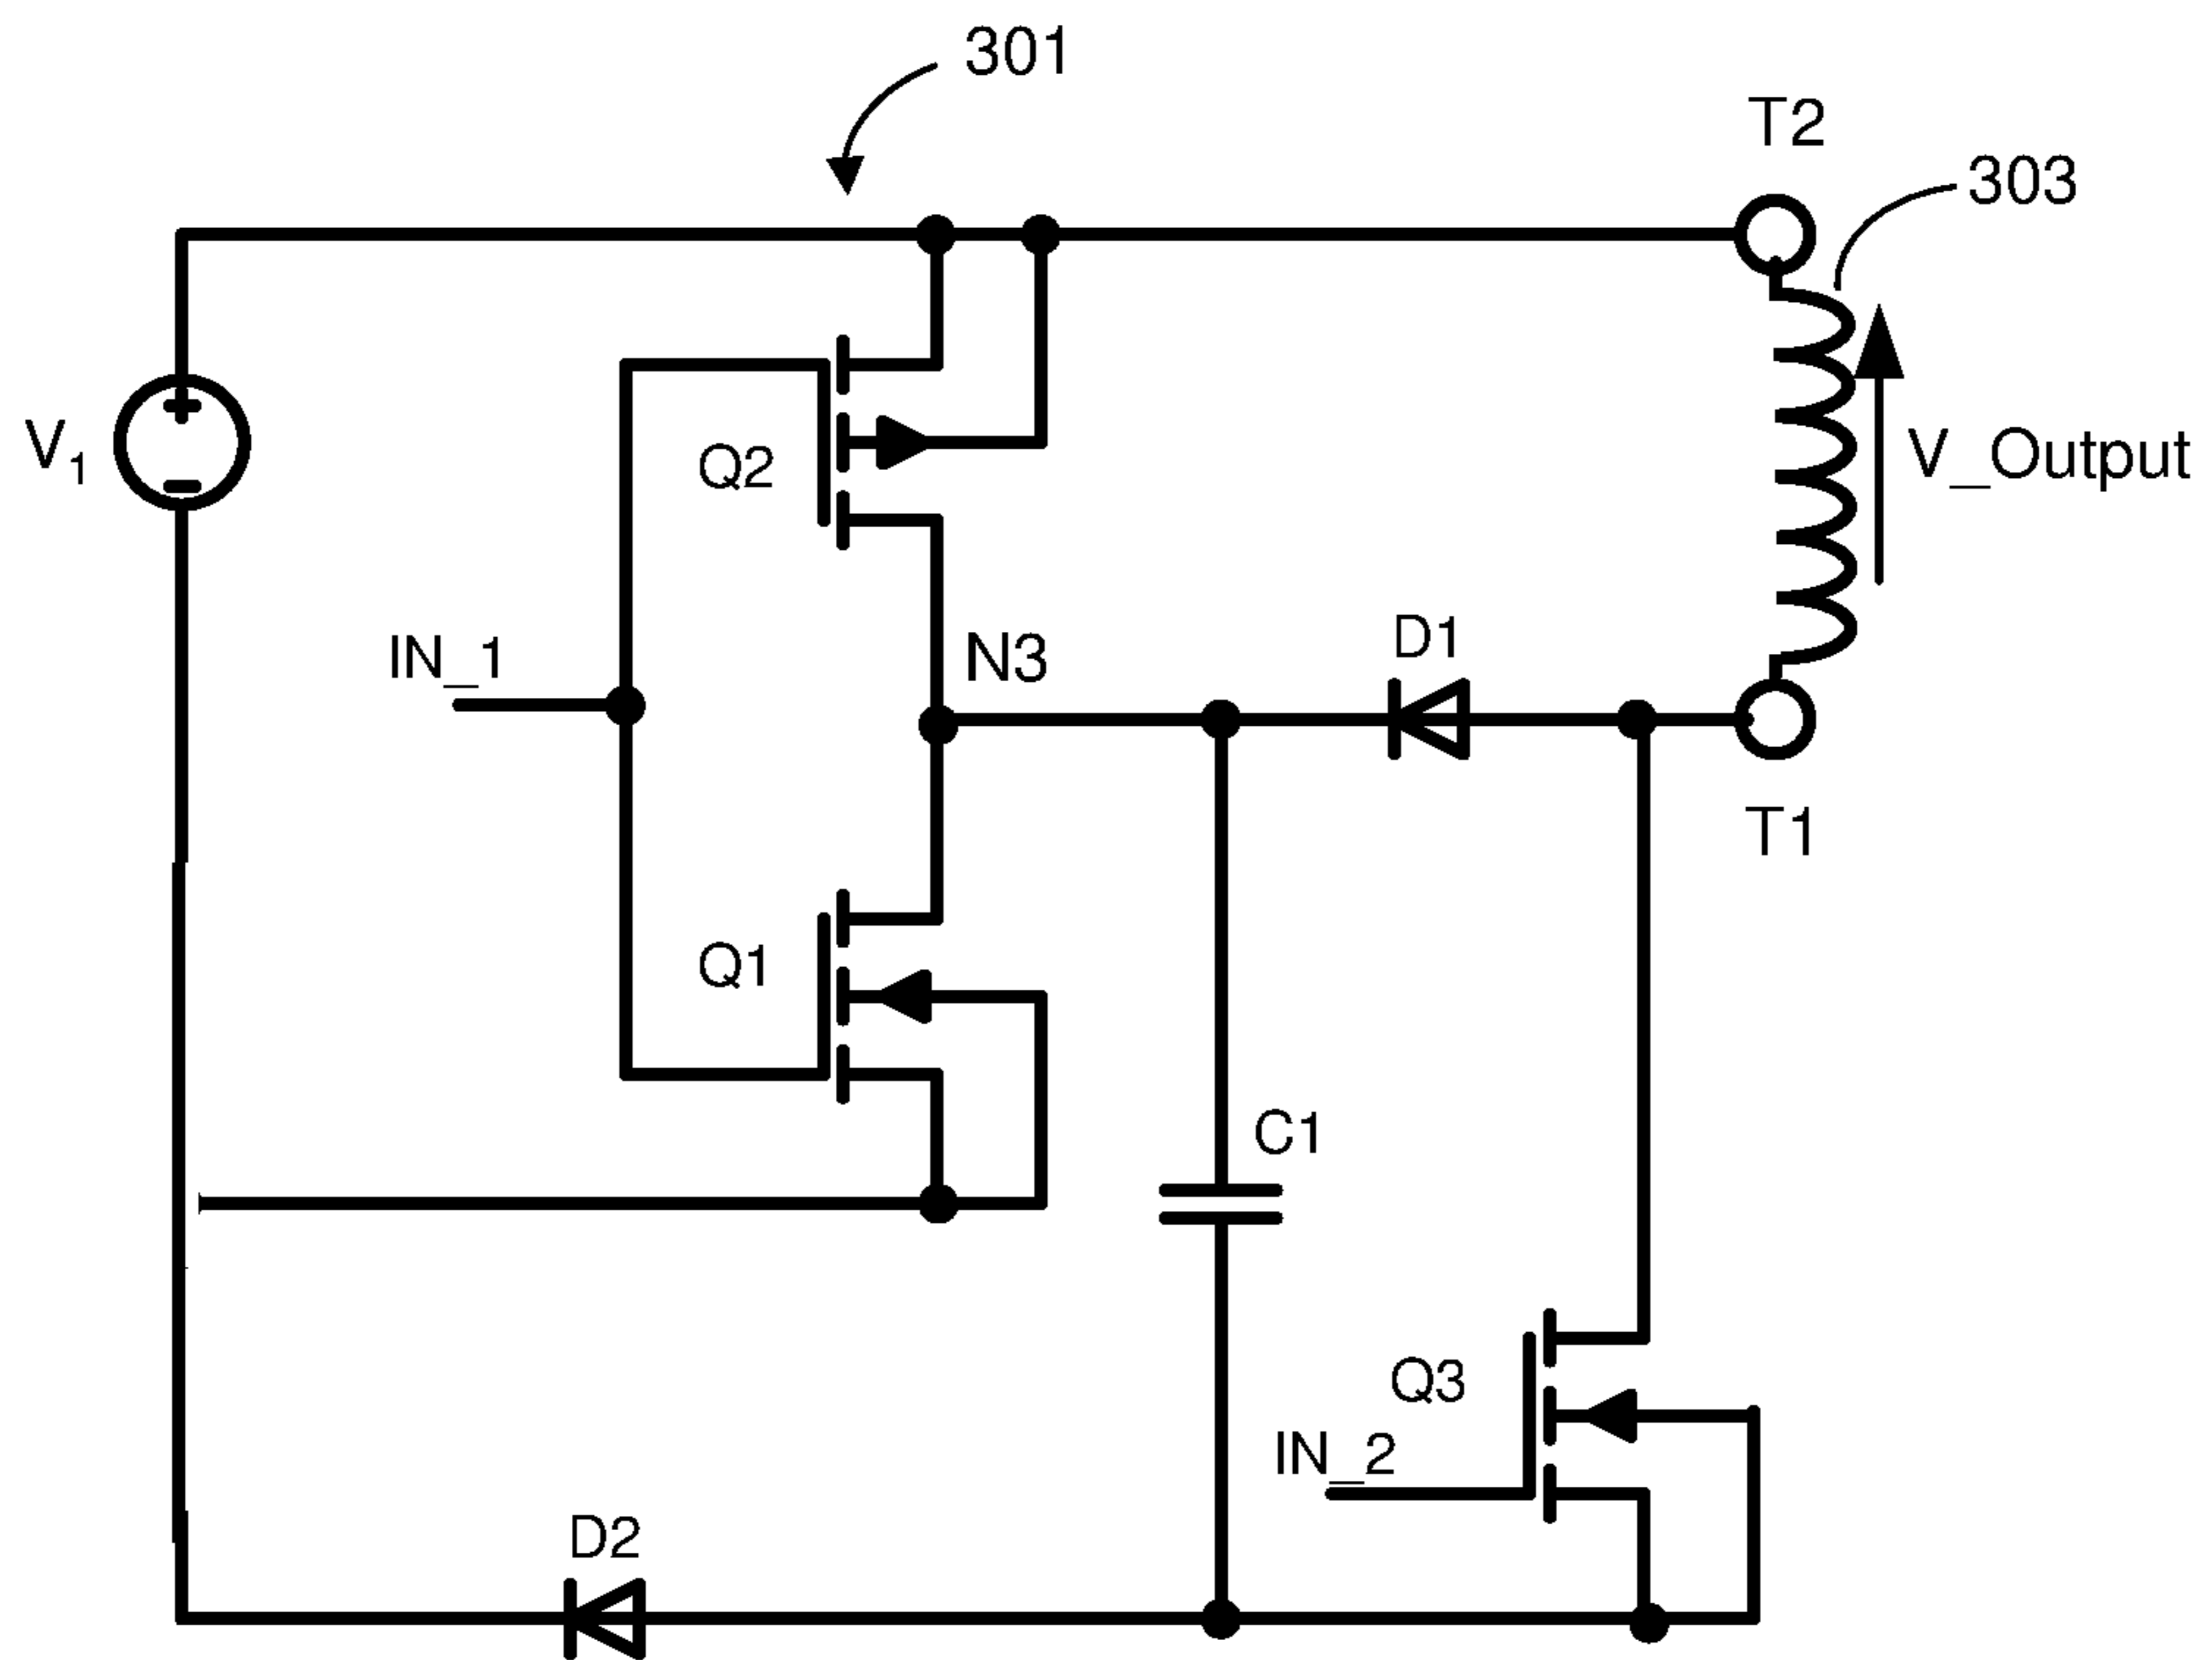 301
T2
303
V1
Q2
V_Output
IN_1
N3
D1
T1
Q1
C1
Q3
IN_2
D2